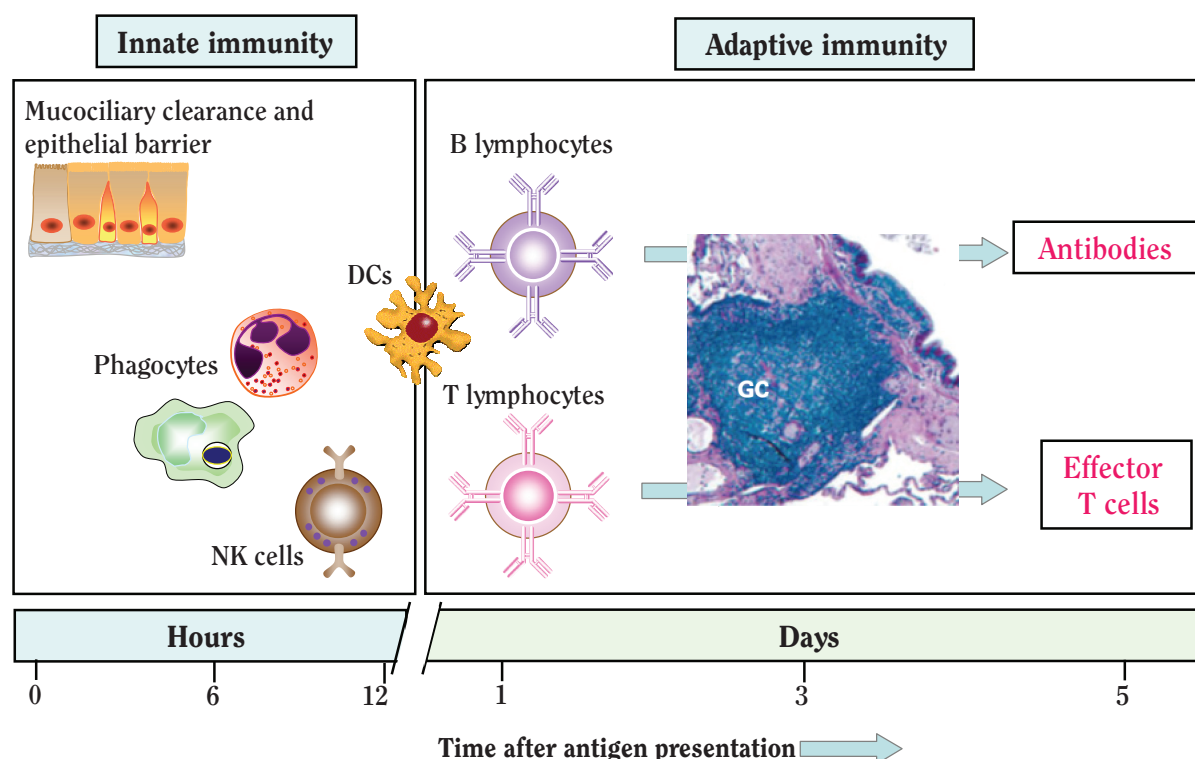 Innate immunity
Adaptive immunity
Mucociliary clearance and
epithelial barrier
B lymphocytes
DCs
Antibodies
Phagocytes
GC
T lymphocytes
Effector
T cells
NK cells
Hours
Days
0
6
12
1
3
5
Time after antigen presentation